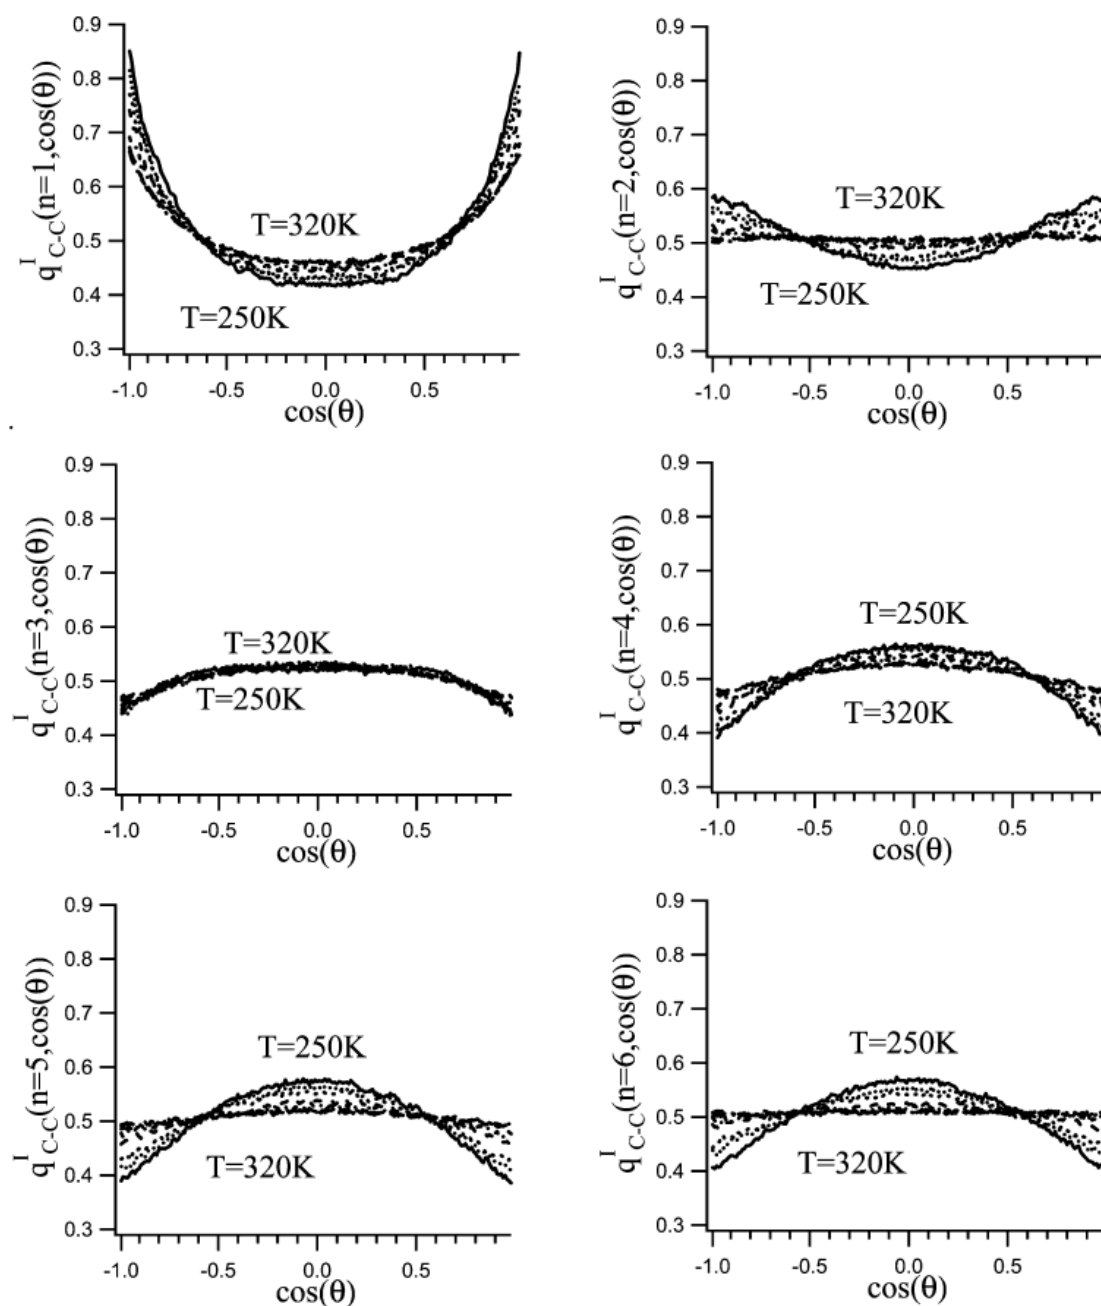 0.9
0.8
0.7
0.6
0.5
0.4
0.3
q^I_C-C(n=1,cos(θ))
T=320K
T=250K
-1.0 -0.5 0.0 0.5
cos(θ)
0.9
0.8
0.7
0.6
0.5
0.4
0.3
q^I_C-C(n=2,cos(θ))
T=320K
T=250K
-1.0 -0.5 0.0 0.5
cos(θ)
0.9
0.8
0.7
0.6
0.5
0.4
0.3
q^I_C-C(n=3,cos(θ))
T=320K
T=250K
-1.0 -0.5 0.0 0.5
cos(θ)
0.9
0.8
0.7
0.6
0.5
0.4
0.3
q^I_C-C(n=4,cos(θ))
T=250K
T=320K
-1.0 -0.5 0.0 0.5
cos(θ)
0.9
0.8
0.7
0.6
0.5
0.4
0.3
q^I_C-C(n=5,cos(θ))
T=250K
T=320K
-1.0 -0.5 0.0 0.5
cos(θ)
0.9
0.8
0.7
0.6
0.5
0.4
0.3
q^I_C-C(n=6,cos(θ))
T=250K
T=320K
-1.0 -0.5 0.0 0.5
cos(θ)